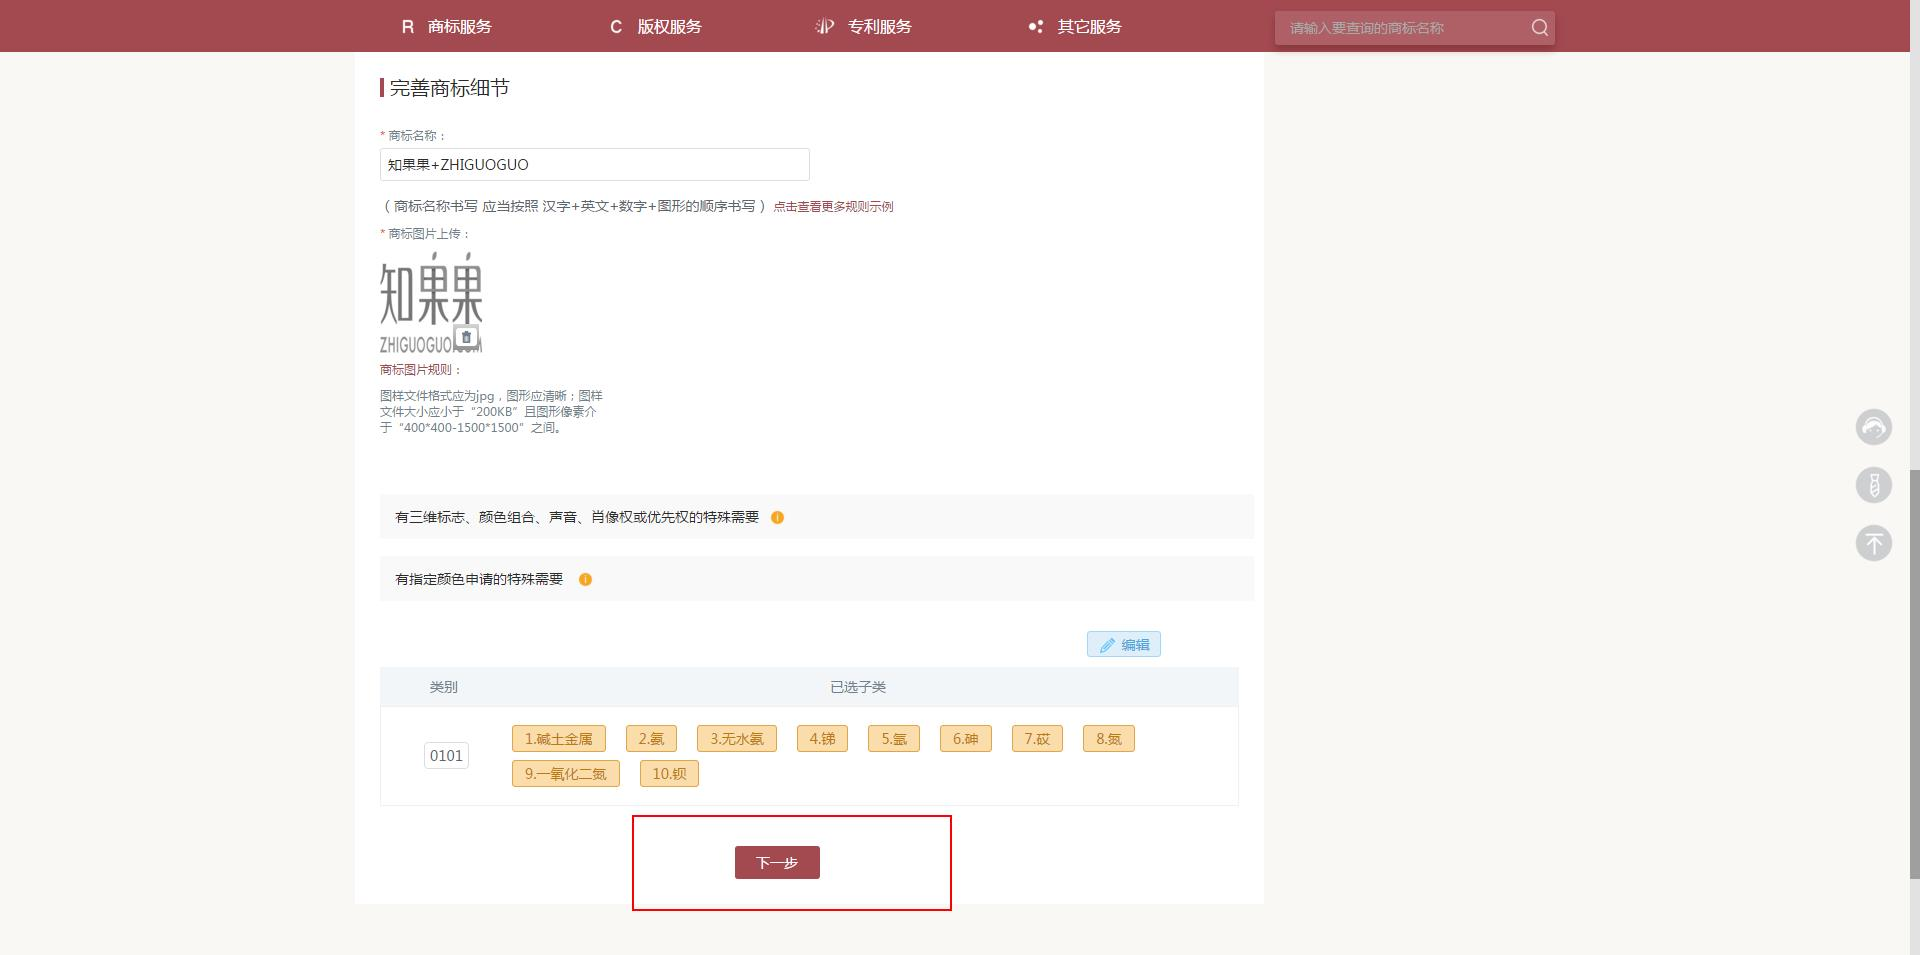 R 商标服务 C 版权服务 专利服务 其它服务 请输入要查询的商标名称
完善商标细节
* 商标名称：
知果果+ZHIGUOGUO
（ 商标名称书写 应当按照 汉字+英文+数字+图形的顺序书写 ）点击查看更多规则示例
* 商标图片上传：
知果果
ZHIGUOGUO
商标图片规则：
图样文件格式应为jpg，图形应清晰；图样
文件大小应小于“200KB”且图形像素介
于“400*400-1500*1500”之间。
有三维标志、颜色组合、声音、肖像权或优先权的特殊需要
有指定颜色申请的特殊需要
编辑
类别 已选子类
0101 1.碱土金属 2.氨 3.无水氨 4.锑 5.氩 6.砷 7.砹 8.氮
9.一氧化二氮 10.钡
下一步